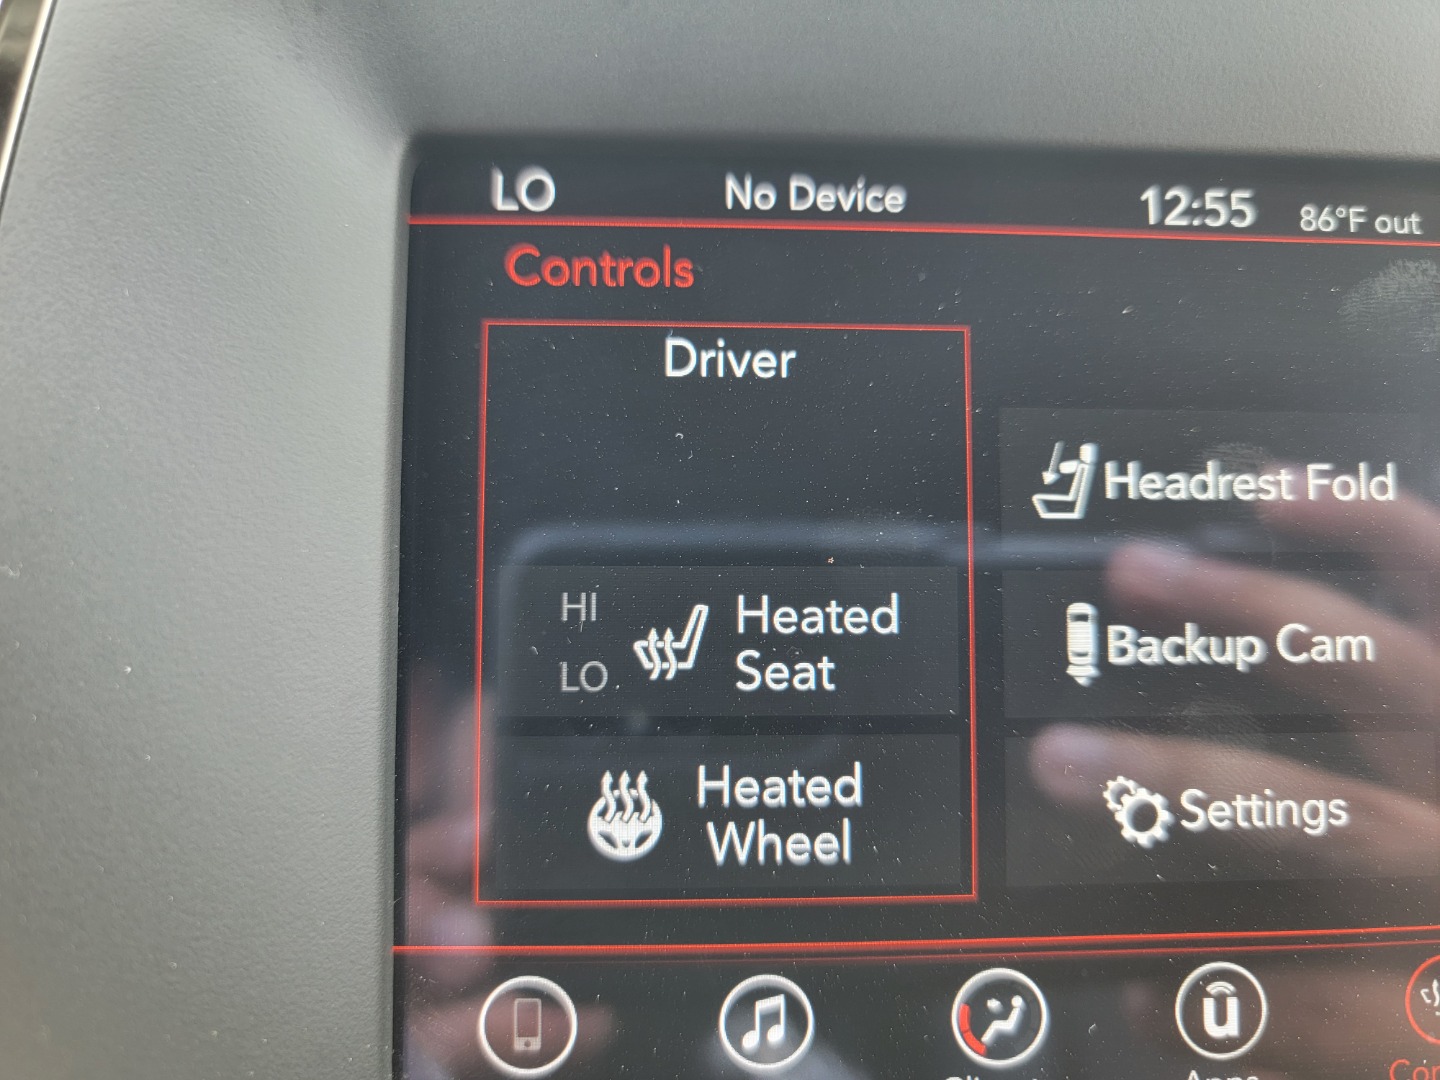 LO No Device 12:55 86°F out
Controls
Driver
Headrest Fold
HI
LO
Heated
Seat
Backup Cam
Heated
Wheel
Settings
Apps